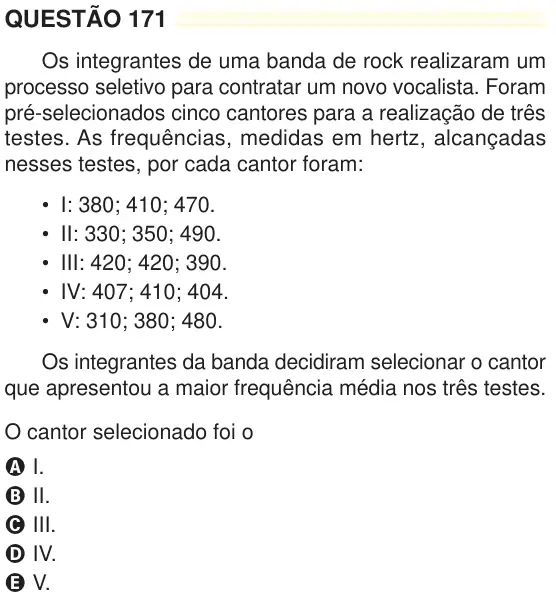 QUESTÃO 171
Os integrantes de uma banda de rock realizaram um
processo seletivo para contratar um novo vocalista. Foram
pré-selecionados cinco cantores para a realização de três
testes. As frequências, medidas em hertz, alcançadas
nesses testes, por cada cantor foram:
• I: 380; 410; 470.
• II: 330; 350; 490.
• III: 420; 420; 390.
• IV: 407; 410; 404.
• V: 310; 380; 480.
Os integrantes da banda decidiram selecionar o cantor
que apresentou a maior frequência média nos três testes.
O cantor selecionado foi o
A I.
B II.
C III.
D IV.
E V.